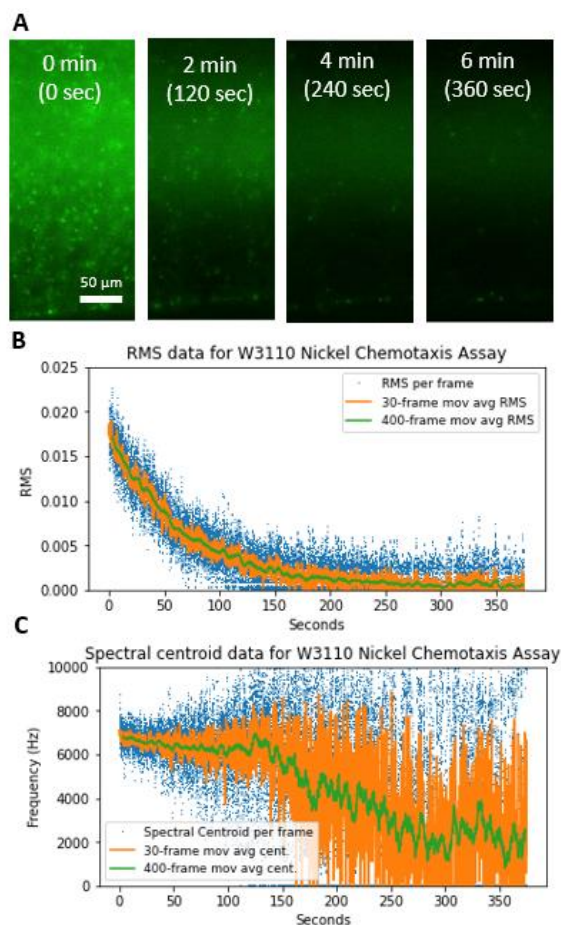 A
0 min
(0 sec)
2 min
(120 sec)
4 min
(240 sec)
6 min
(360 sec)
50 µm
B
RMS data for W3110 Nickel Chemotaxis Assay
0.025
0.020
0.015
0.010
0.005
0.000
RMS
RMS per frame
30-frame mov avg RMS
400-frame mov avg RMS
0 50 100 150 200 250 300 350
Seconds
C
Spectral centroid data for W3110 Nickel Chemotaxis Assay
10000
8000
6000
4000
2000
0
Frequency (Hz)
Spectral Centroid per frame
30-frame mov avg cent.
400-frame mov avg cent.
0 50 100 150 200 250 300 350
Seconds